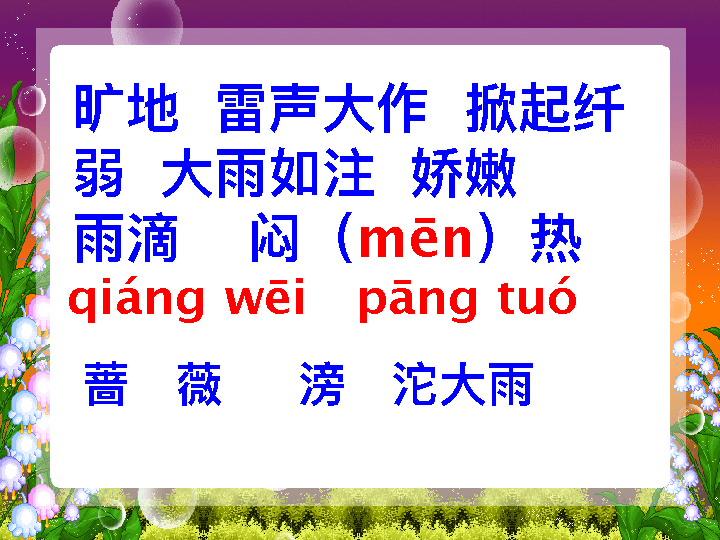 旷地 雷声大作 掀起纤
弱 大雨如注 娇嫩
雨滴 闷（mēn）热
qiáng wēi pāng tuó
蔷 薇 滂 沱大雨